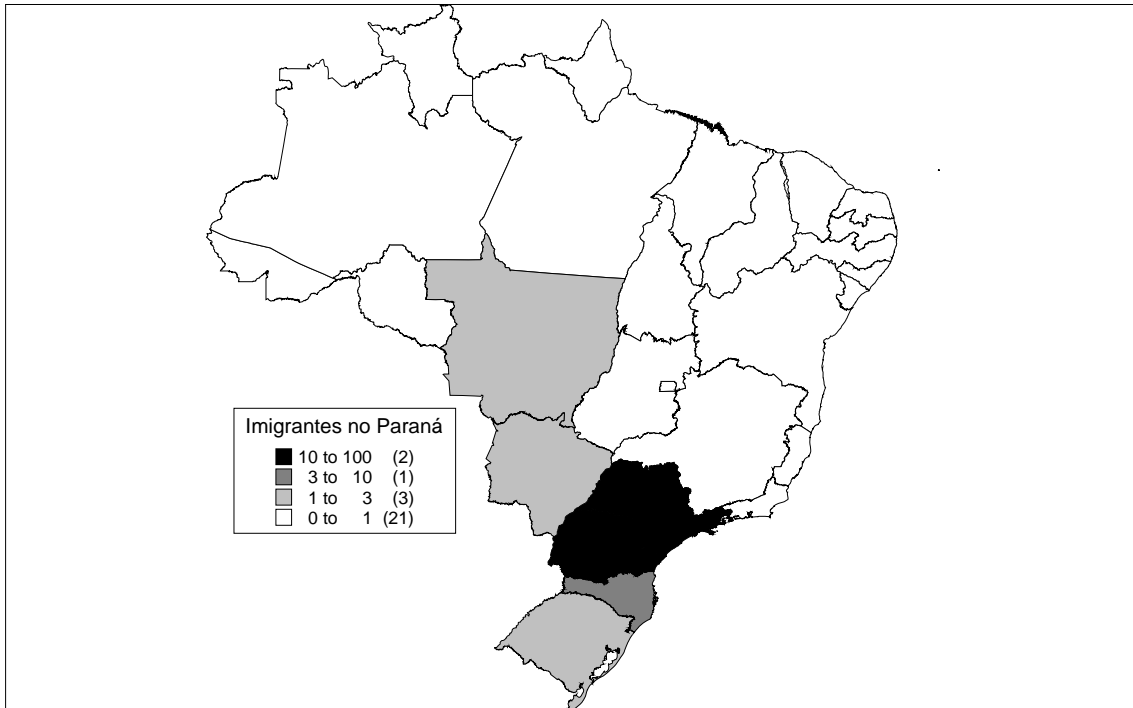 Imigrantes no Paraná
10 to 100 (2)
3 to 10 (1)
1 to 3 (3)
0 to 1 (21)